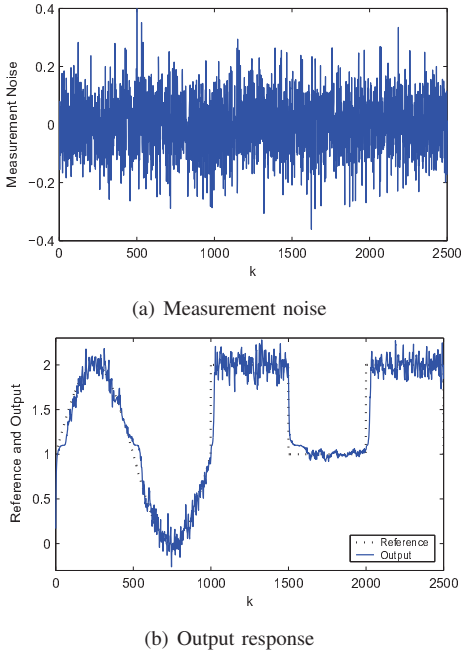 0.4
0.2
0
−0.2
−0.4
Measurement Noise
0 500 1000 1500 2000 2500
k
(a) Measurement noise
2
1.5
1
0.5
0
Reference and Output
Reference
Output
0 500 1000 1500 2000 2500
k
(b) Output response